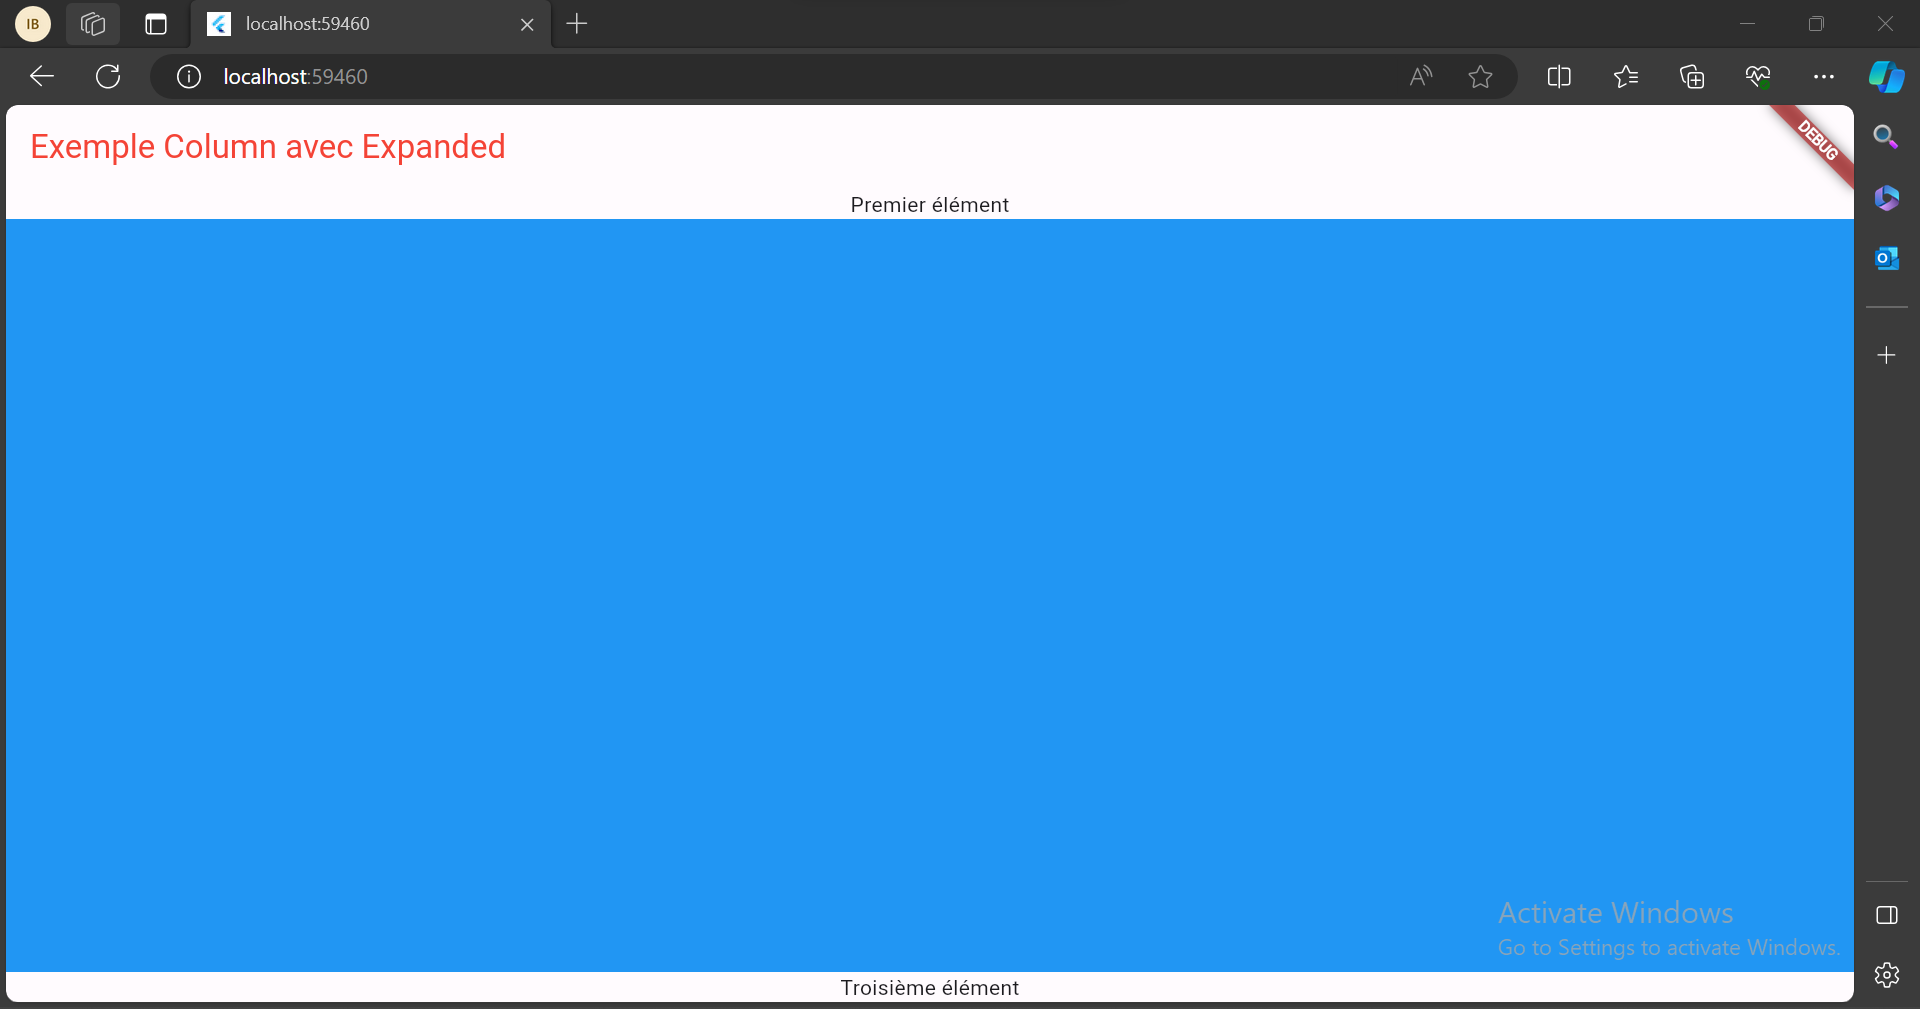 IB
localhost:59460
localhost:59460
Exemple Column avec Expanded
DEBUG
Premier élément
Activate Windows
Go to Settings to activate Windows.
Troisième élément